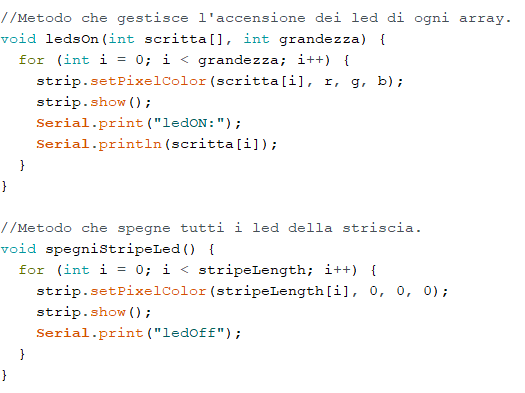 //Metodo che gestisce l'accensione dei led di ogni array.
void ledsOn(int scritta[], int grandezza) {
  for (int i = 0; i < grandezza; i++) {
    strip.setPixelColor(scritta[i], r, g, b);
    strip.show();
    Serial.print("ledON:");
    Serial.println(scritta[i]);
  }
}

//Metodo che spegne tutti i led della striscia.
void spegniStripeLed() {
  for (int i = 0; i < stripeLength; i++) {
    strip.setPixelColor(stripeLength[i], 0, 0, 0);
    strip.show();
    Serial.print("ledOff");
  }
}